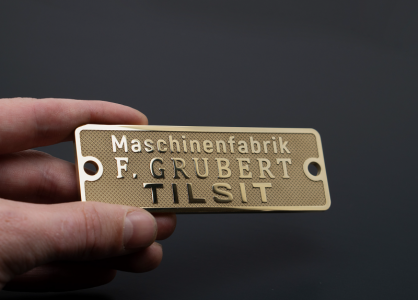 Maschinenfabrik
F. GRUBERT
TILSIT